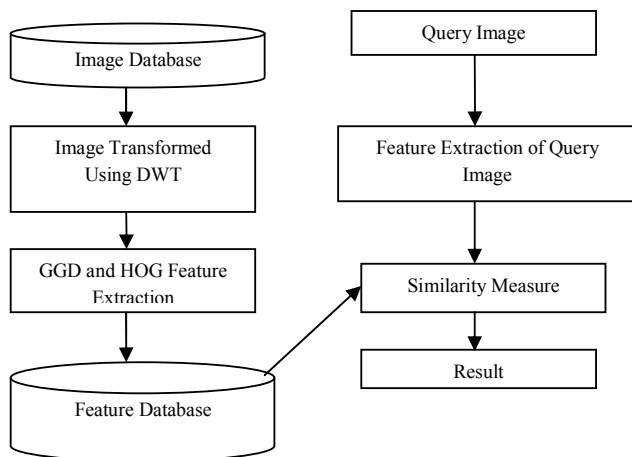 Image Database
Image Transformed
Using DWT
GGD and HOG Feature
Extraction
Feature Database
Query Image
Feature Extraction of Query
Image
Similarity Measure
Result